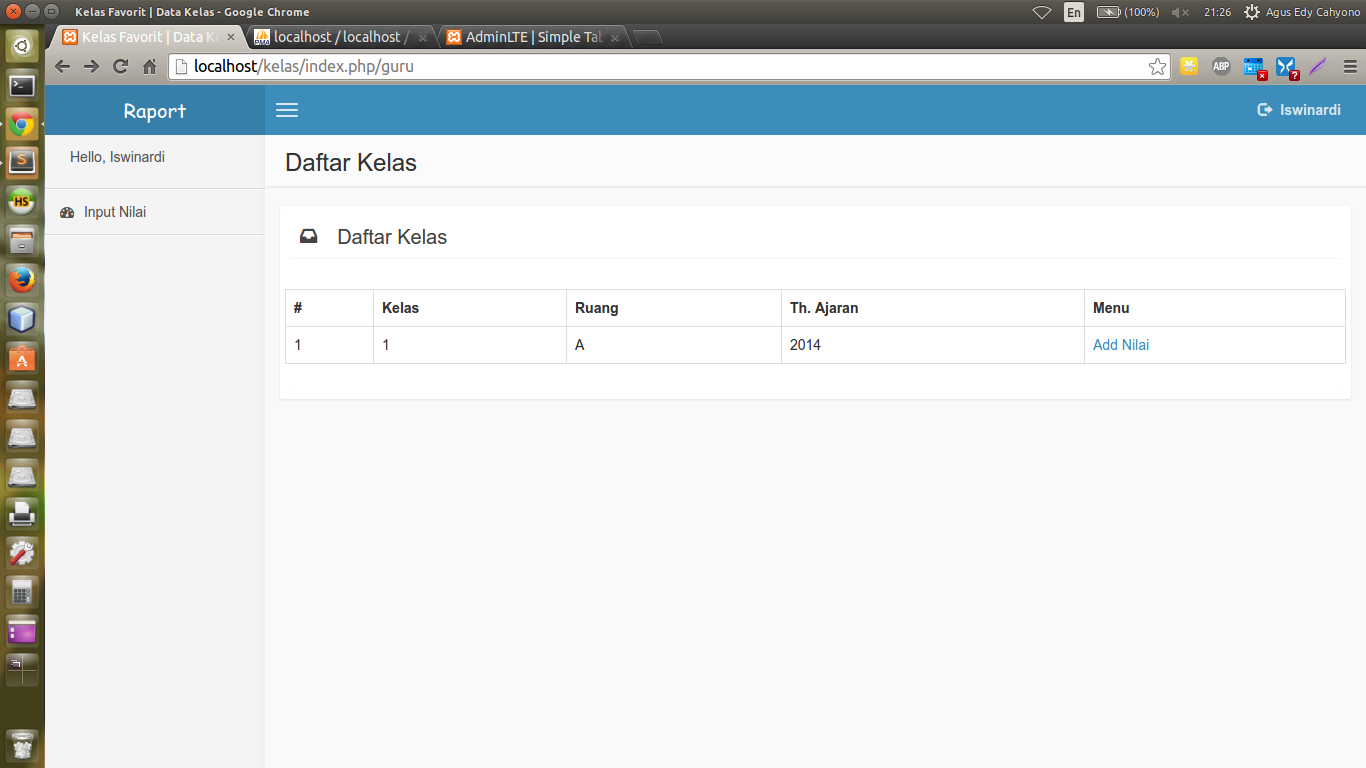 Kelas Favorit | Data Kelas - Google Chrome
En (100%) 21:26 Agus Edy Cahyono
Kelas Favorit | Data Ke localhost / localhost / AdminLTE | Simple Tab
localhost/kelas/index.php/guru ABP
Raport Iswinardi
Hello, Iswinardi
Daftar Kelas
Input Nilai
Daftar Kelas
# Kelas Ruang Th. Ajaran Menu
1 1 A 2014 Add Nilai
HS